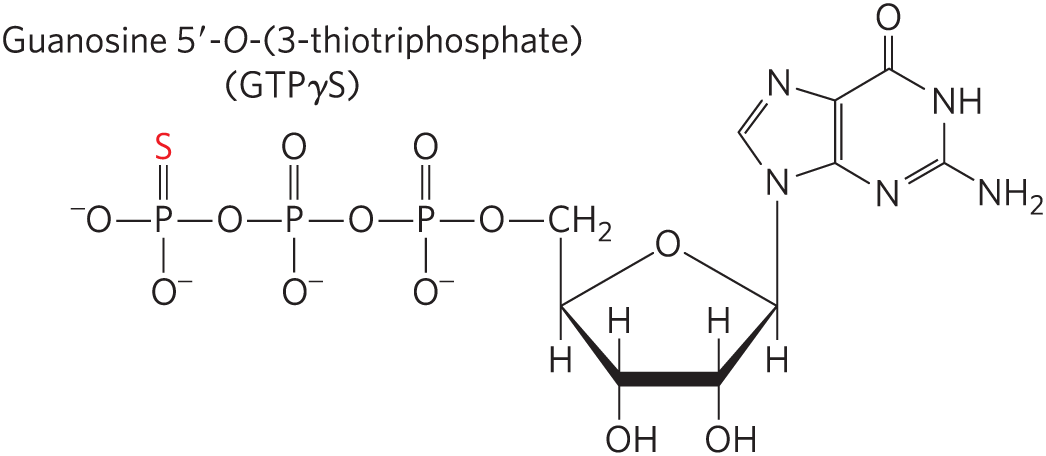 Guanosine 5′-O-(3-thiotriphosphate)
(GTPγS)
O
N
NH
S O O
N
N
NH₂
⁻O—P—O—P—O—P—O—CH₂
O
O⁻ O⁻ O⁻
H H
H H
OH OH